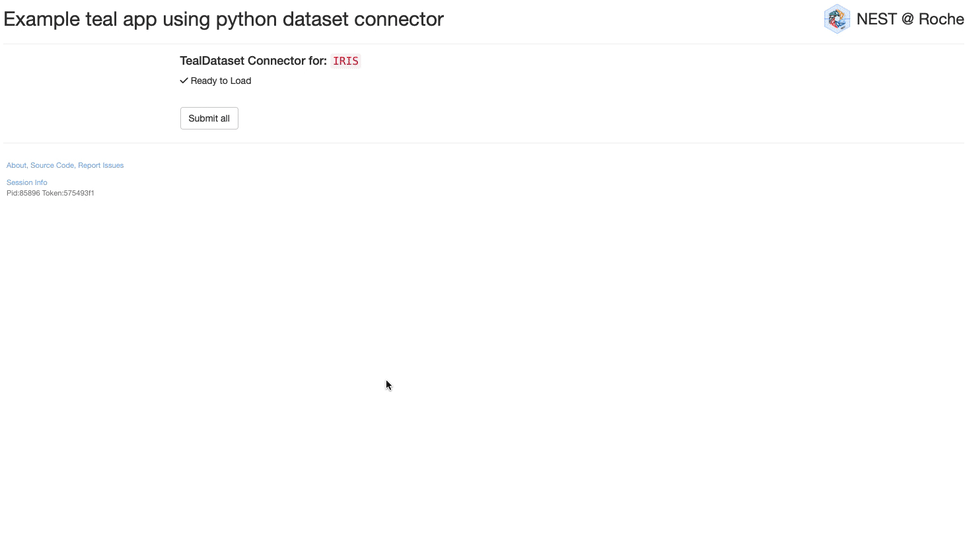 Example teal app using python dataset connector
NEST @ Roche
TealDataset Connector for: IRIS
Ready to Load
Submit all
About, Source Code, Report Issues
Session Info
Pid:85896 Token:575493f1